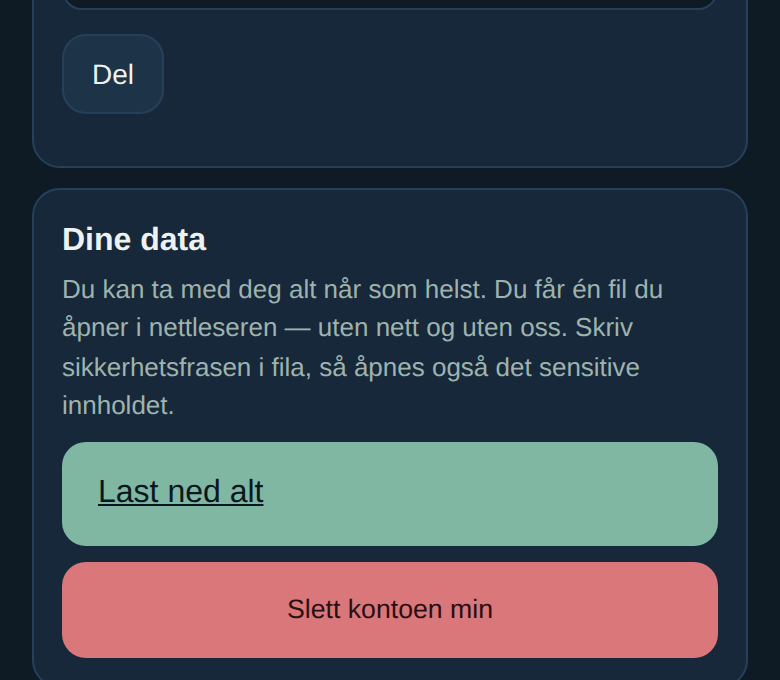 Del
Dine data
Du kan ta med deg alt når som helst. Du får én fil du
åpner i nettleseren — uten nett og uten oss. Skriv
sikkerhetsfrasen i fila, så åpnes også det sensitive
innholdet.
Last ned alt
Slett kontoen min